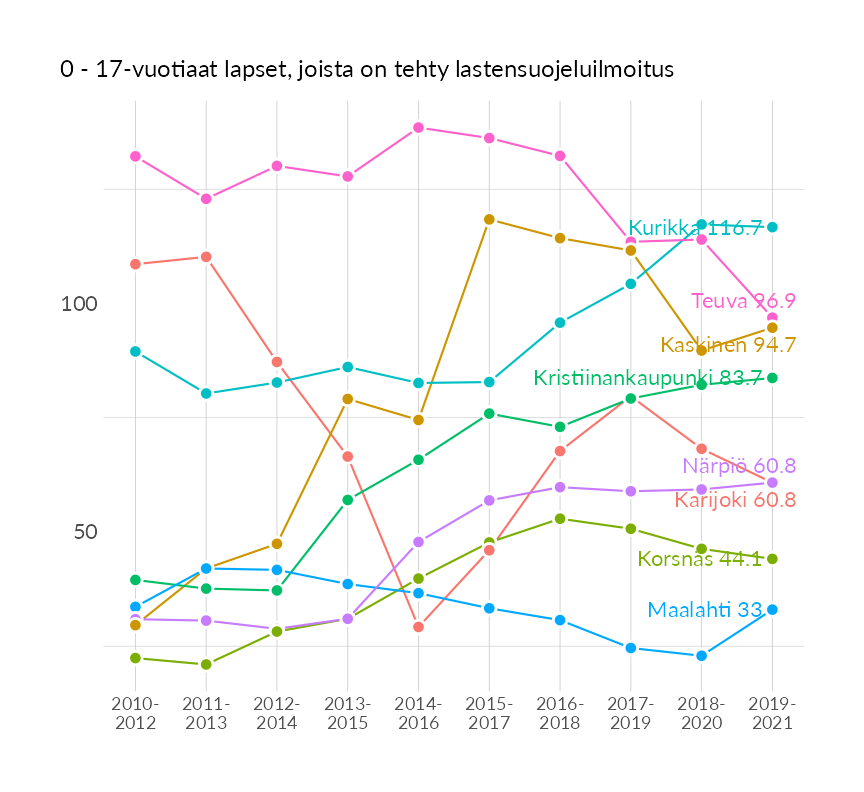 0 - 17-vuotiaat lapset, joista on tehty lastensuojeluilmoitus
Kurikka 116.7
Teuva 96.9
100
Kaskinen 94.7
Kristiinankaupunki 83.7
Närpiö 60.8
Karijoki 60.8
50
Korsnäs 44.1
Maalahti 33
2010- 2011- 2012- 2013- 2014- 2015- 2016- 2017- 2018- 2019-
2012 2013 2014 2015 2016 2017 2018 2019 2020 2021